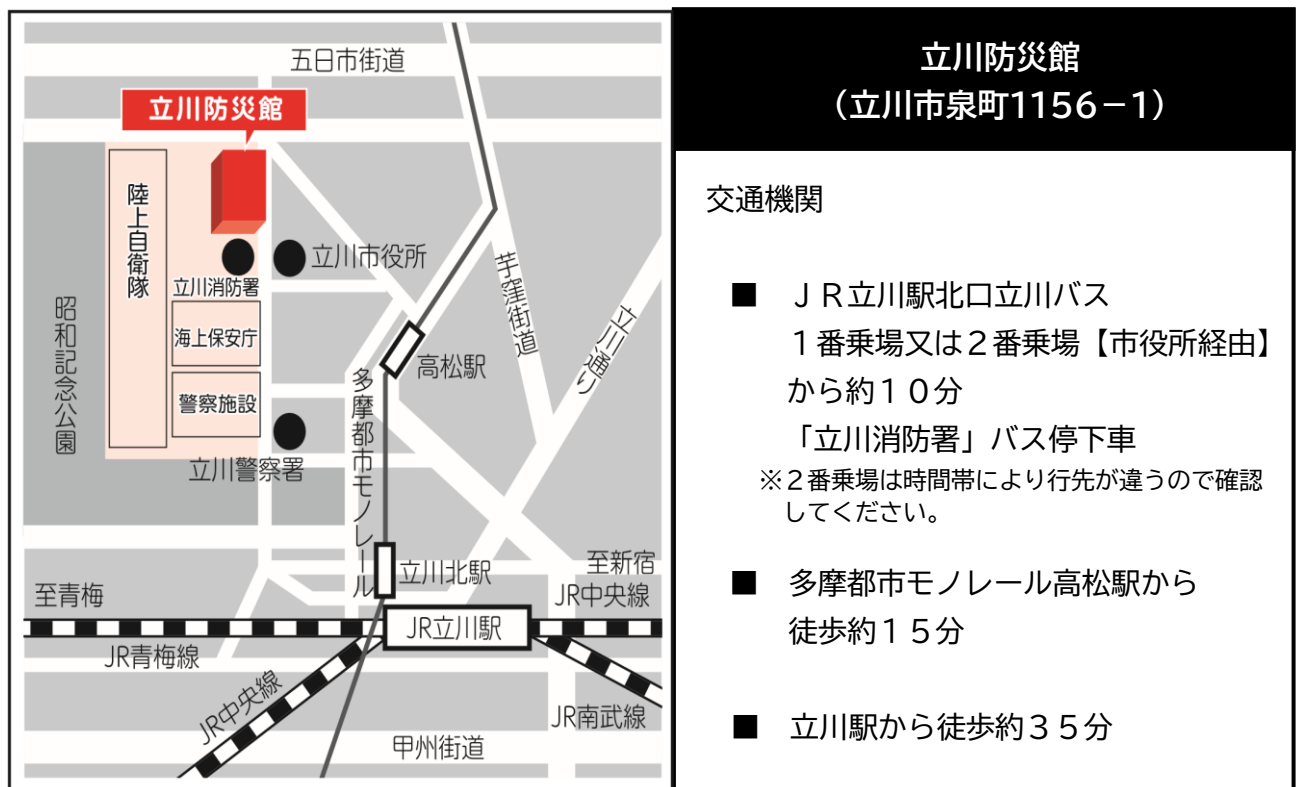 五日市街道
立川防災館
陸上自衛隊
立川市役所
立川消防署
海上保安庁
警察施設
立川警察署
昭和記念公園
芋窪街道
立川通り
高松駅
多摩都市モノレール
立川北駅
至新宿
JR中央線
至青梅
JR立川駅
JR青梅線
JR中央線
JR南武線
甲州街道
立川防災館
(立川市泉町1156-1)
交通機関
■ JR立川駅北口立川バス
1番乗場又は2番乗場【市役所経由】
から約10分
「立川消防署」バス停下車
※2番乗場は時間帯により行先が違うので確認
してください。
■ 多摩都市モノレール高松駅から
徒歩約15分
■ 立川駅から徒歩約35分